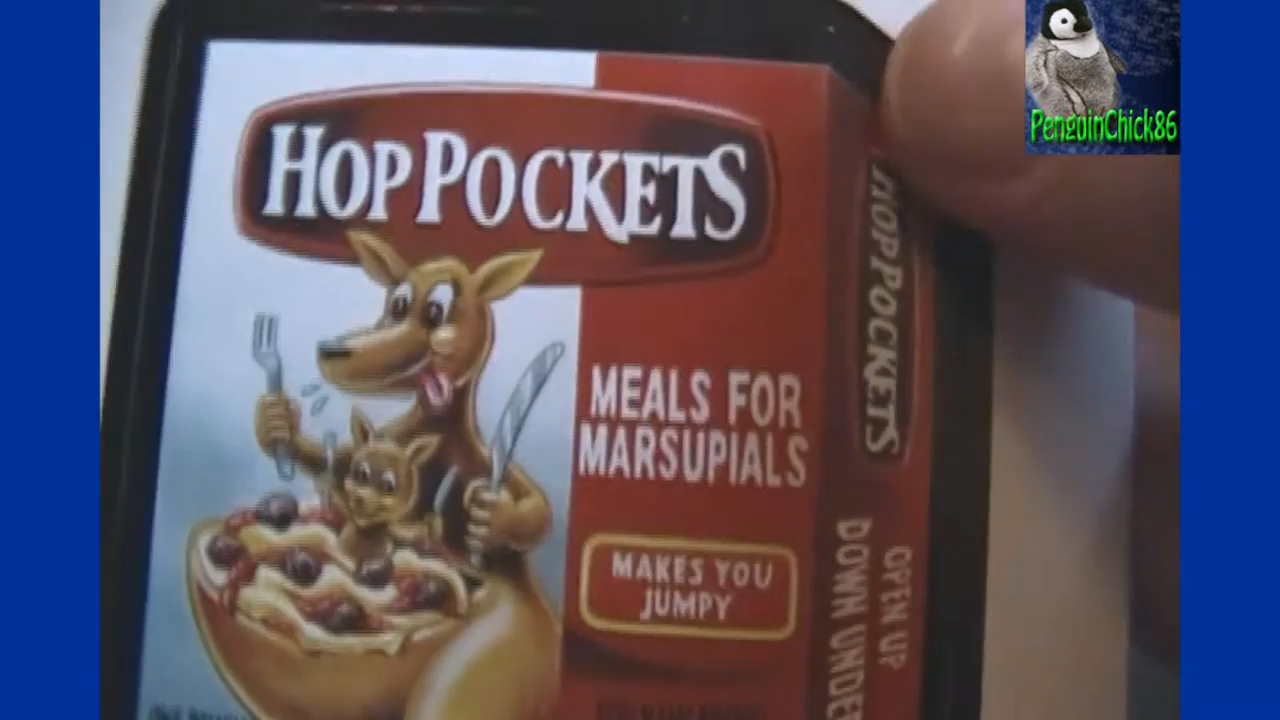 PenguinChick86
HOP POCKETS
HOP POCKETS
MEALS FOR
MARSUPIALS
MAKES YOU
JUMPY
OPEN UP
DOWN UNDER